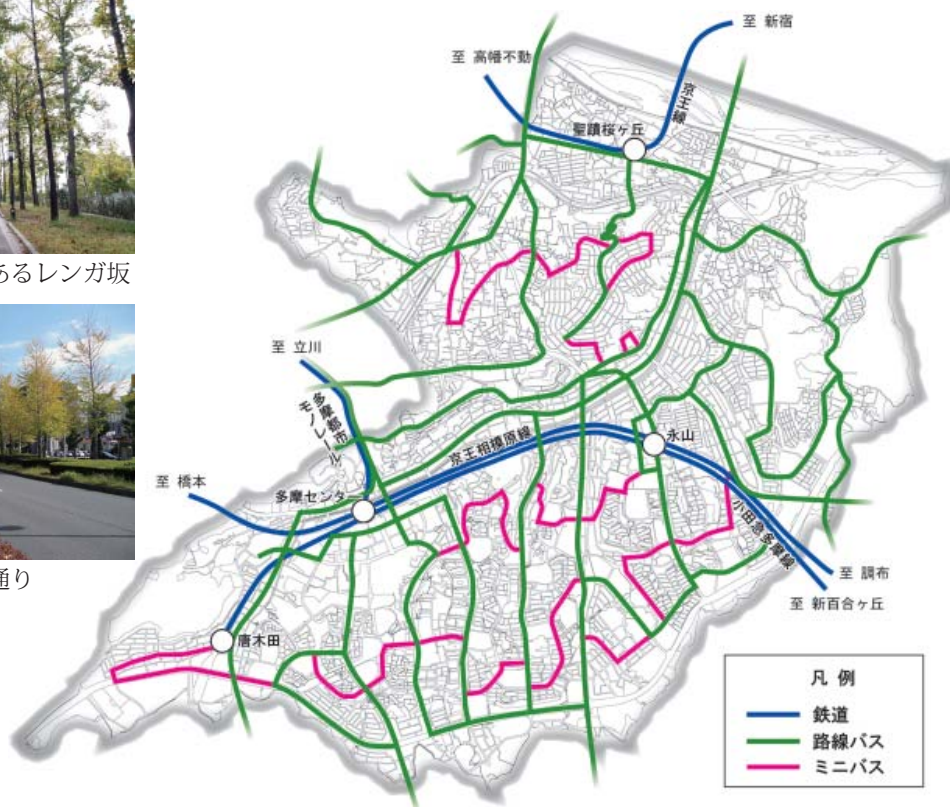 あるレンガ坂
通り
至 新宿
至 高幡不動
京王線
聖蹟桜ヶ丘
至 立川
多摩都市
モノレール
京王相模原線
永山
至 橋本
多摩センター
小田急多摩線
至 調布
至 新百合ヶ丘
唐木田
凡 例
鉄道
路線バス
ミニバス